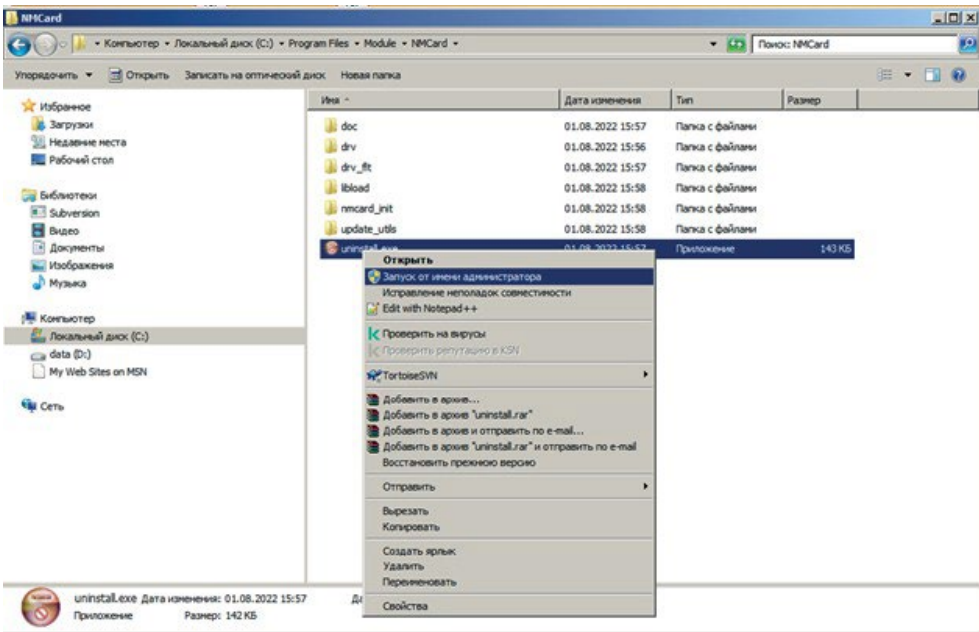 NMCard
Компьютер Локальный диск (C:) Program Files Module NMCard
Поиск: NMCard
Упорядочить Открыть Записать на оптический диск Новая папка
Избранное
Загрузки
Недавние места
Рабочий стол
Библиотеки
Subversion
Видео
Документы
Изображения
Музыка
Компьютер
Локальный диск (C:)
data (D:)
My Web Sites on MSN
Сеть
Имя Дата изменения Тип Размер
doc 01.08.2022 15:57 Папка с файлами
drv 01.08.2022 15:56 Папка с файлами
drv_flt 01.08.2022 15:57 Папка с файлами
libload 01.08.2022 15:58 Папка с файлами
nmcard_init 01.08.2022 15:58 Папка с файлами
update_utils 01.08.2022 15:58 Папка с файлами
uninstall.exe 01.08.2022 15:57 Приложение 143 КБ
Открыть
Запуск от имени администратора
Исправление неполадок совместимости
Edit with Notepad++
Проверить на вирусы
Проверить репутацию в KSN
TortoiseSVN
Добавить в архив...
Добавить в архив "uninstall.rar"
Добавить в архив и отправить по e-mail...
Добавить в архив "uninstall.rar" и отправить по e-mail
Восстановить прежнюю версию
Отправить
Вырезать
Копировать
Создать ярлык
Удалить
Переименовать
Свойства
uninstall.exe Дата изменения: 01.08.2022 15:57
Приложение Размер: 142 КБ